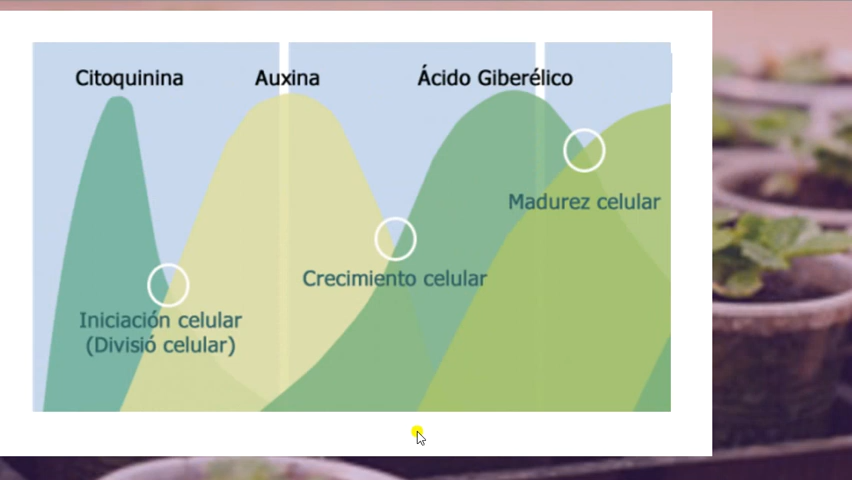 Citoquinina
Auxina
Ácido Giberélico
Madurez celular
Crecimiento celular
Iniciación celular
(Divisió celular)